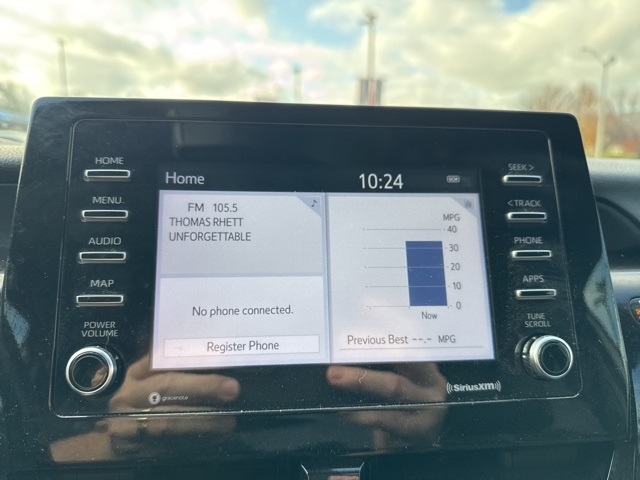 HOME
MENU
AUDIO
MAP
POWER
VOLUME
Home
10:24
FM 105.5
THOMAS RHETT
UNFORGETTABLE
No phone connected.
Register Phone
MPG
40
30
20
10
0
Now
Previous Best --.- MPG
SEEK >
< TRACK
PHONE
APPS
TUNE
SCROLL
gracenote
SiriusXM